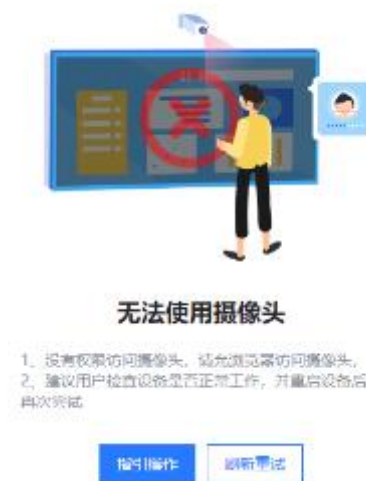 无法使用摄像头
1、没有权限访问摄像头，请允浏览器访问摄像头，
2、建议用户检查设备是否正常工作，并重启设备后
再次尝试
指引操作
刷新重试